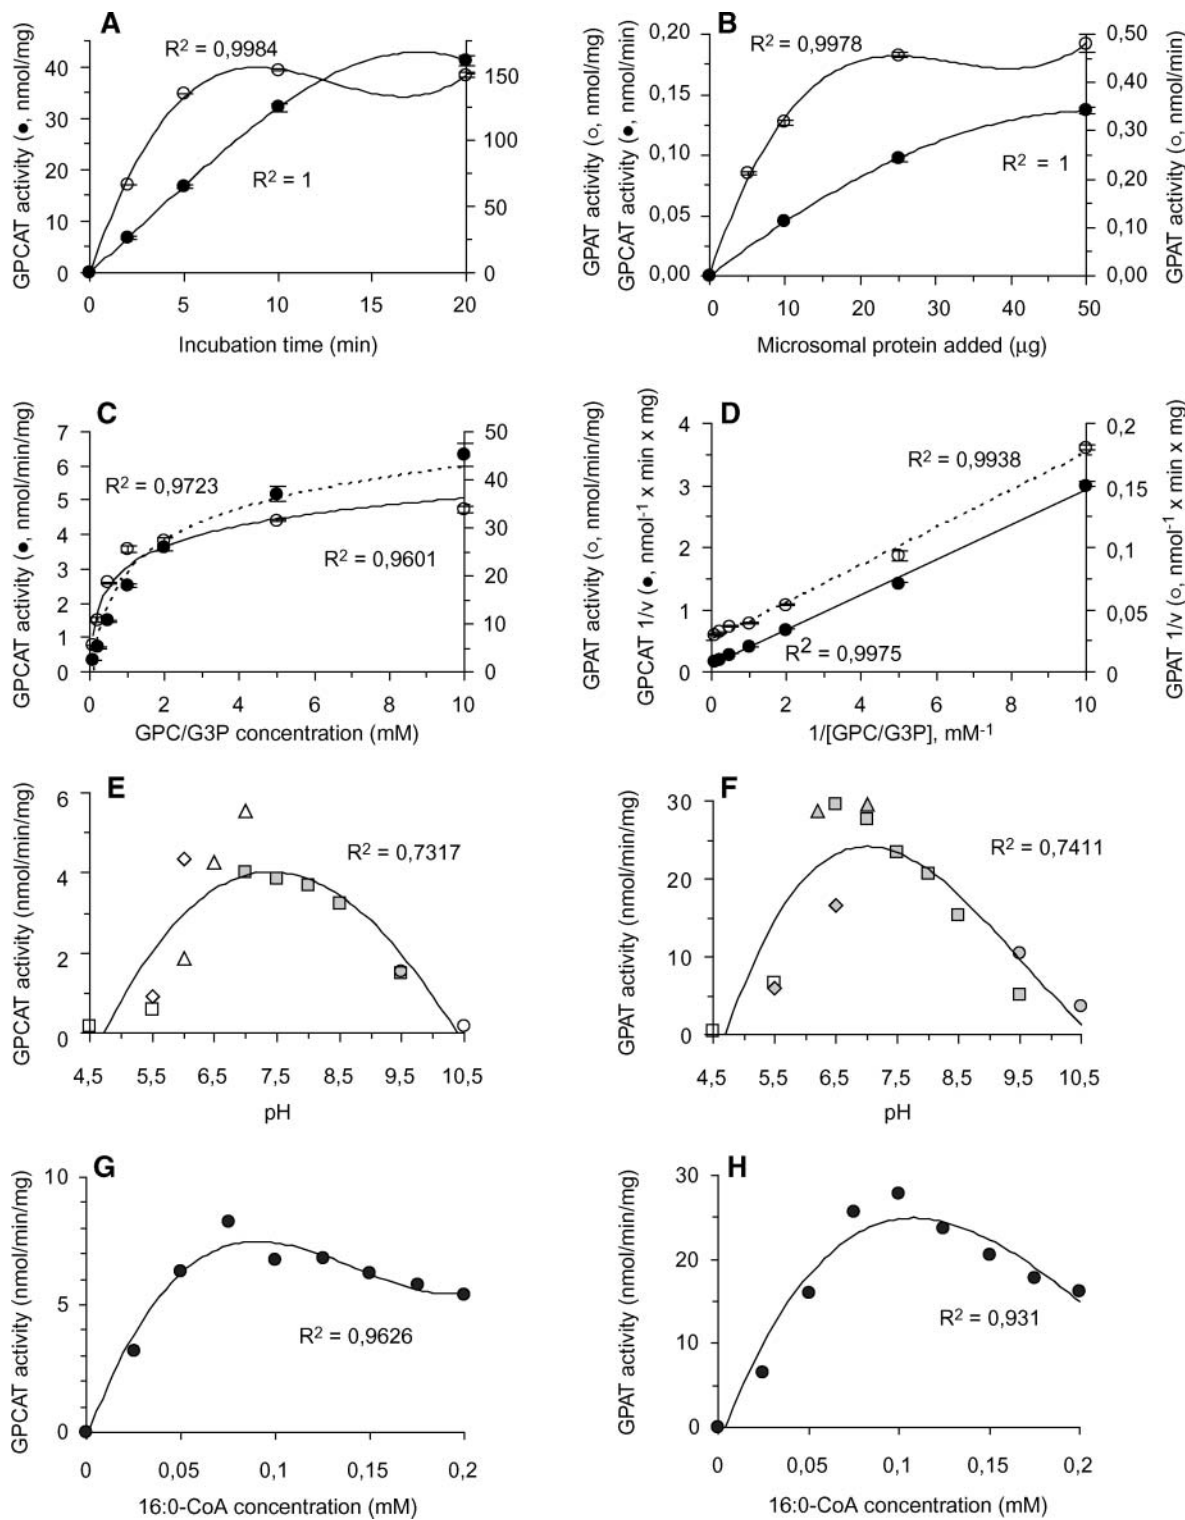 A
R² = 0,9984
R² = 1
GPCAT activity (●, nmol/mg)
40
30
20
10
0
150
100
50
0
GPAT activity (o, nmol/mg)
0 5 10 15 20
Incubation time (min)
B
R² = 0,9978
R² = 1
GPCAT activity (●, nmol/min)
0,20
0,15
0,10
0,05
0,00
0,50
0,40
0,30
0,20
0,10
0,00
GPAT activity (o, nmol/min)
0 10 20 30 40 50
Microsomal protein added (µg)
C
R² = 0,9723
R² = 0,9601
GPCAT activity (●, nmol/min/mg)
7
6
5
4
3
2
1
0
50
40
30
20
10
0
GPAT activity (o, nmol/min/mg)
0 2 4 6 8 10
GPC/G3P concentration (mM)
D
R² = 0,9938
R² = 0,9975
GPCAT 1/v (●, nmol⁻¹ x min x mg)
4
3
2
1
0
0,2
0,15
0,1
0,05
0
GPAT 1/v (o, nmol⁻¹ x min x mg)
0 2 4 6 8 10
1/[GPC/G3P], mM⁻¹
E
R² = 0,7317
GPCAT activity (nmol/min/mg)
6
4
2
0
4,5 5,5 6,5 7,5 8,5 9,5 10,5
pH
F
R² = 0,7411
GPAT activity (nmol/min/mg)
30
20
10
0
4,5 5,5 6,5 7,5 8,5 9,5 10,5
pH
G
R² = 0,9626
GPCAT activity (nmol/min/mg)
10
5
0
0 0,05 0,1 0,15 0,2
16:0-CoA concentration (mM)
H
R² = 0,931
GPAT activity (nmol/min/mg)
30
20
10
0
0 0,05 0,1 0,15 0,2
16:0-CoA concentration (mM)